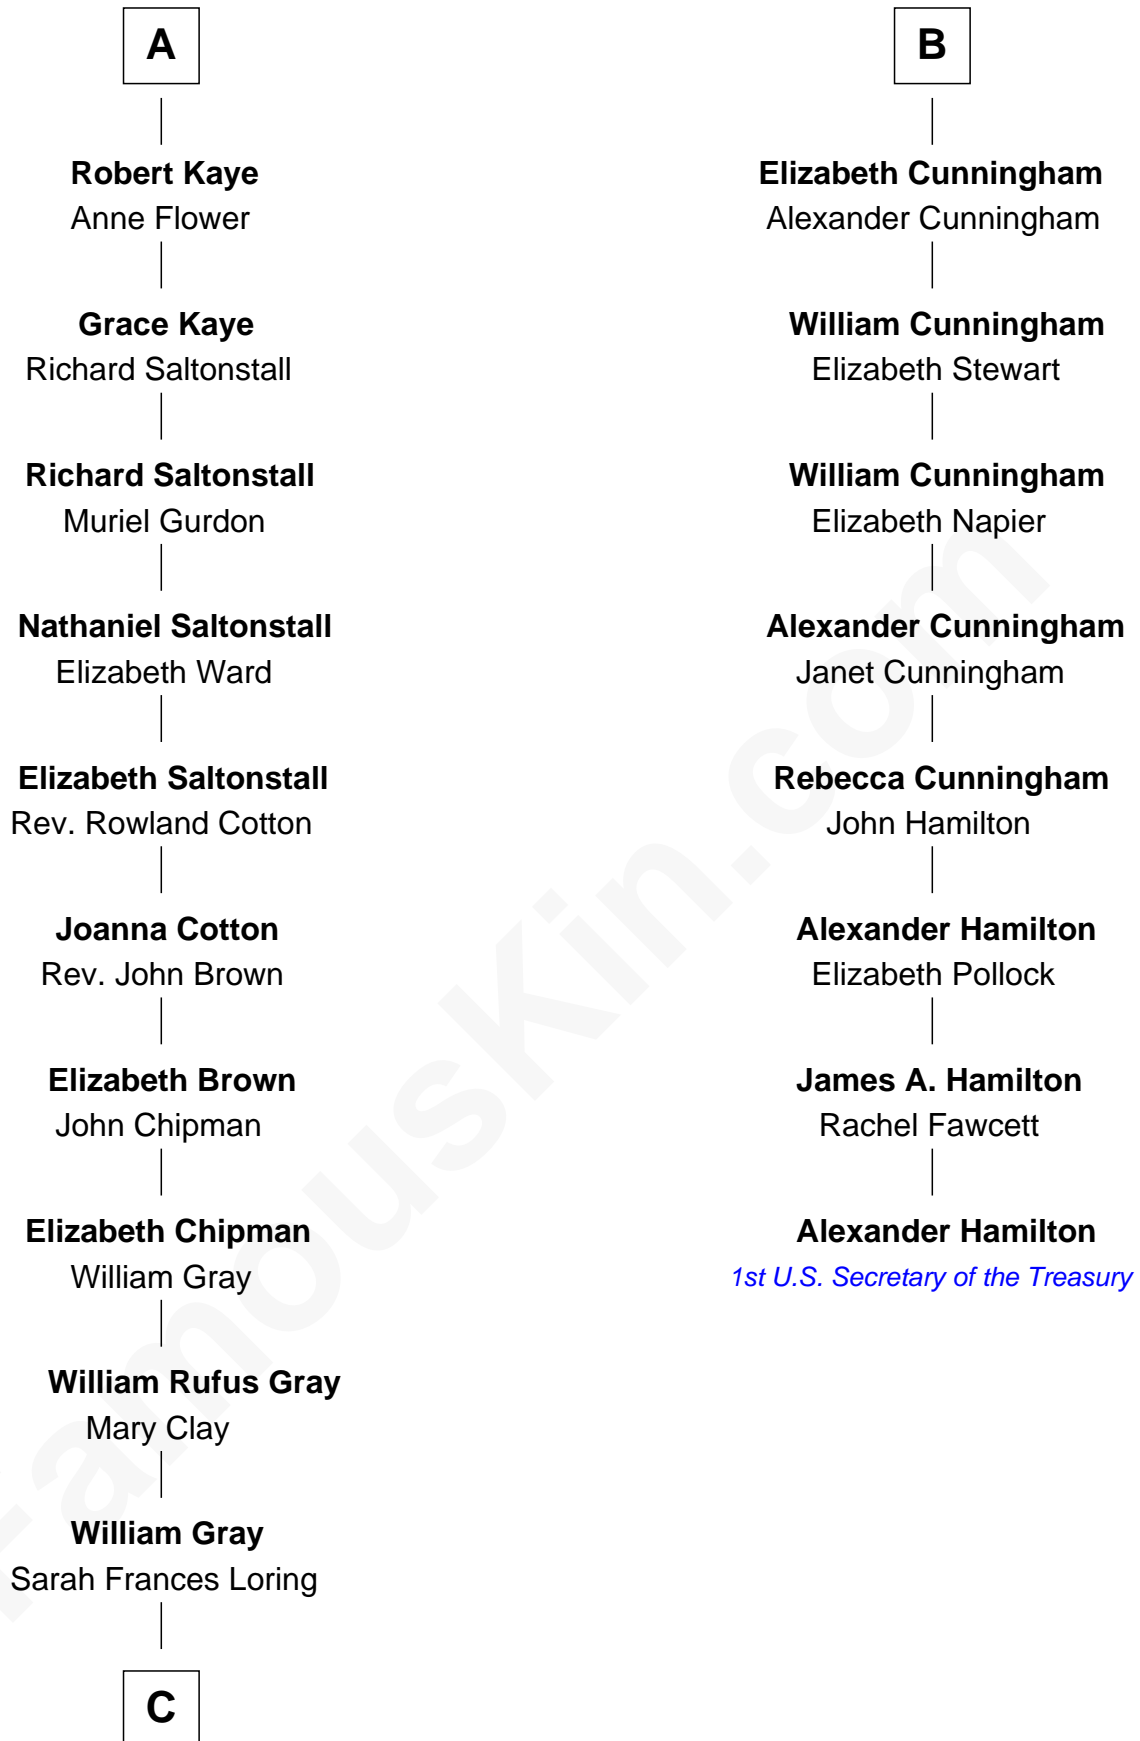 A
Robert Kaye
Anne Flower
Grace Kaye
Richard Saltonstall
Richard Saltonstall
Muriel Gurdon
Nathaniel Saltonstall
Elizabeth Ward
Elizabeth Saltonstall
Rev. Rowland Cotton
Joanna Cotton
Rev. John Brown
Elizabeth Brown
John Chipman
Elizabeth Chipman
William Gray
William Rufus Gray
Mary Clay
William Gray
Sarah Frances Loring
C
B
Elizabeth Cunningham
Alexander Cunningham
William Cunningham
Elizabeth Stewart
William Cunningham
Elizabeth Napier
Alexander Cunningham
Janet Cunningham
Rebecca Cunningham
John Hamilton
Alexander Hamilton
Elizabeth Pollock
James A. Hamilton
Rachel Fawcett
Alexander Hamilton
1st U.S. Secretary of the Treasury
FamousKin.com